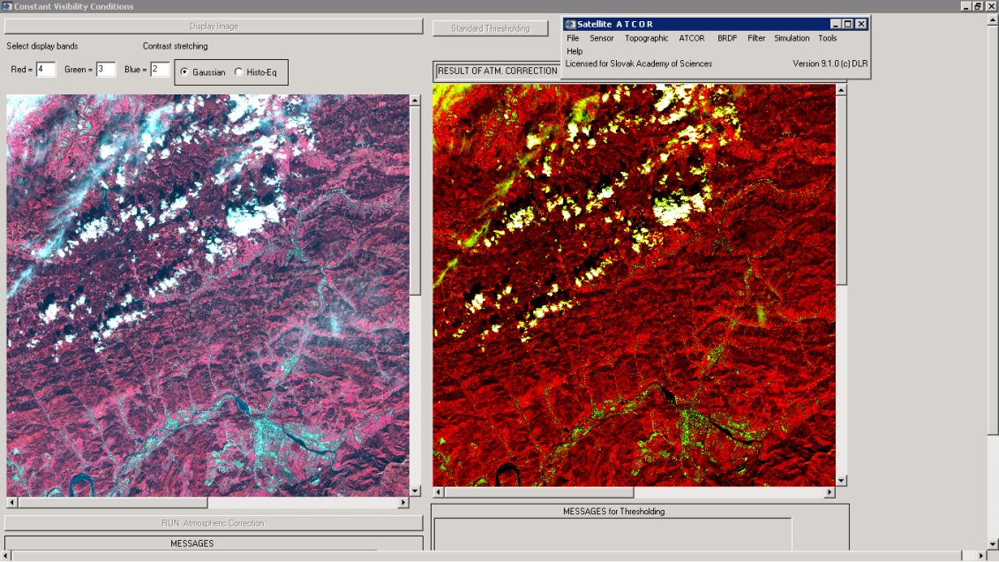 Constant Visibility Conditions
Display Image
Select display bands Contrast stretching
Red = 4 Green = 3 Blue = 2 Gaussian Histo-Eq
RUN Atmospheric Correction
MESSAGES
Standard Thresholding
RESULT OF ATM. CORRECTION
Satellite A T C O R
File Sensor Topographic ATCOR BRDF Filter Simulation Tools
Help
Licensed for Slovak Academy of Sciences Version 9.1.0 (c) DLR
MESSAGES for Thresholding